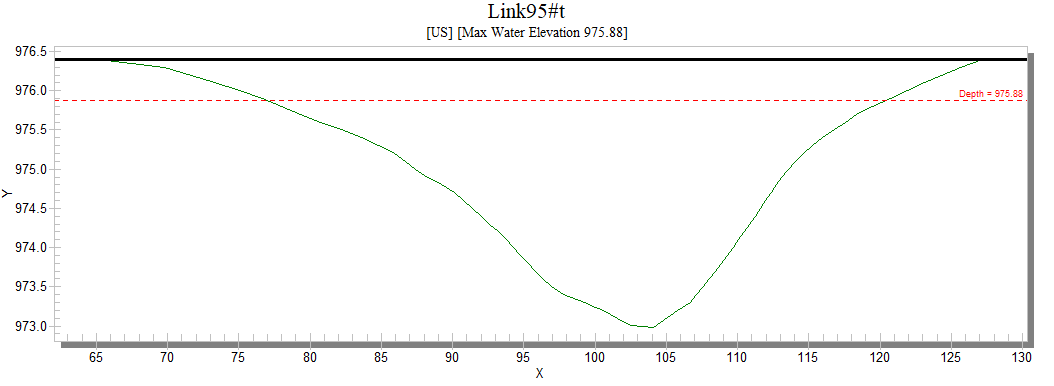 Link95#t
[US] [Max Water Elevation 975.88]
976.5
976.0
Depth = 975.88
975.5
975.0
974.5
Y
974.0
973.5
973.0
65 70 75 80 85 90 95 100 105 110 115 120 125 130
X